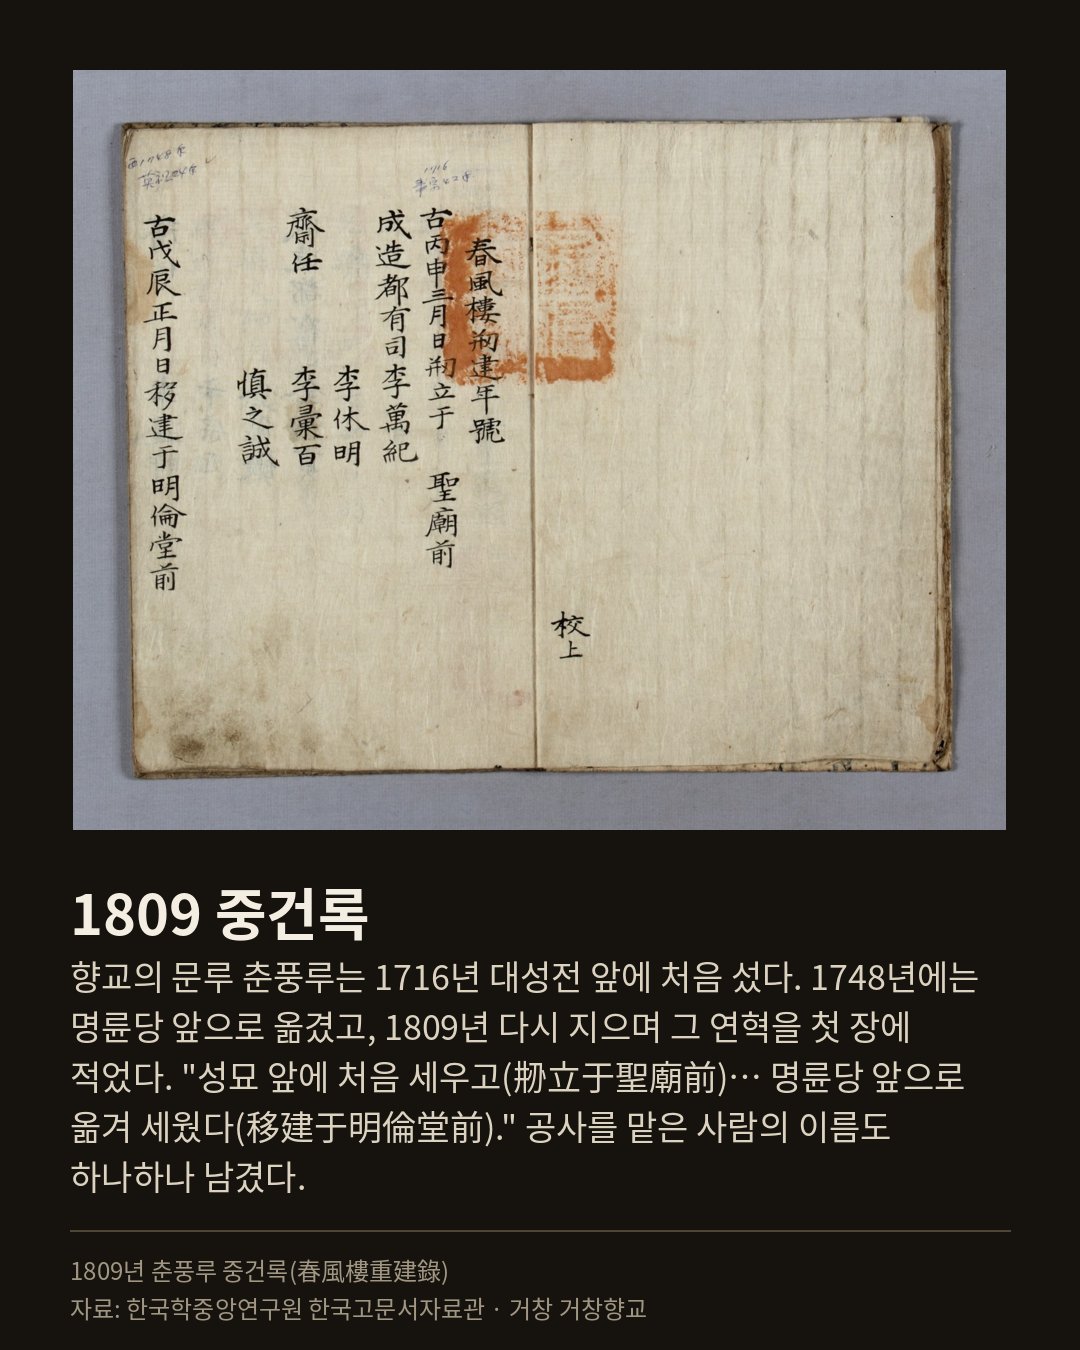 春風樓刱建年號
古丙申三月日刱立于 聖廟前
成造都有司李萬紀
李休明
齋任 李彙百
愼之誠
古戊辰正月日移建于明倫堂前
校上
1716
1809 중건록
향교의 문루 춘풍루는 1716년 대성전 앞에 처음 섰다. 1748년에는
명륜당 앞으로 옮겼고, 1809년 다시 지으며 그 연혁을 첫 장에
적었다. "성묘 앞에 처음 세우고(刱立于聖廟前)… 명륜당 앞으로
옮겨 세웠다(移建于明倫堂前)." 공사를 맡은 사람의 이름도
하나하나 남겼다.
1809년 춘풍루 중건록(春風樓重建錄)
자료: 한국학중앙연구원 한국고문서자료관 · 거창 거창향교